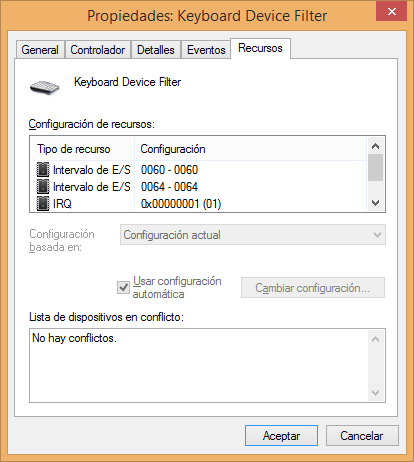 Propiedades: Keyboard Device Filter
General Controlador Detalles Eventos Recursos
Keyboard Device Filter
Configuración de recursos:
Tipo de recurso Configuración
Intervalo de E/S 0060 - 0060
Intervalo de E/S 0064 - 0064
IRQ 0x00000001 (01)
Configuración
basada en:
Configuración actual
Usar configuración
automática
Cambiar configuración...
Lista de dispositivos en conflicto:
No hay conflictos.
Aceptar Cancelar